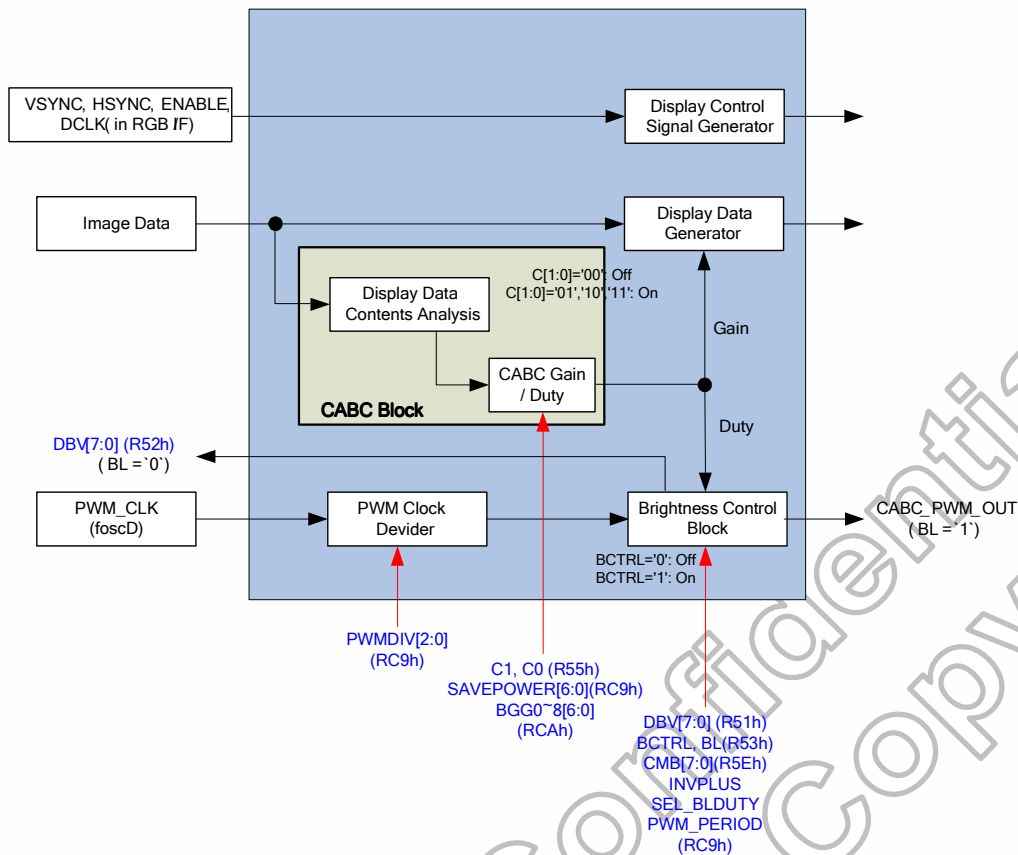 VSYNC, HSYNC, ENABLE,
DCLK( in RGB I/F)
Display Control
Signal Generator
Image Data
Display Data
Generator
C[1:0]='00': Off
C[1:0]='01','10','11': On
Display Data
Contents Analysis
Gain
CABC Gain
/ Duty
CABC Block
Duty
DBV[7:0] (R52h)
( BL =`0`)
PWM_CLK
(foscD)
PWM Clock
Devider
Brightness Control
Block
CABC_PWM_OUT
( BL =`1`)
BCTRL='0': Off
BCTRL='1': On
PWMDIV[2:0]
(RC9h)
C1, C0 (R55h)
SAVEPOWER[6:0](RC9h)
BGG0~8[6:0]
(RCAh)
DBV[7:0] (R51h)
BCTRL, BL(R53h)
CMB[7:0](R5Eh)
INVPLUS
SEL_BLDUTY
PWM_PERIOD
(RC9h)
Confidentia
Copy